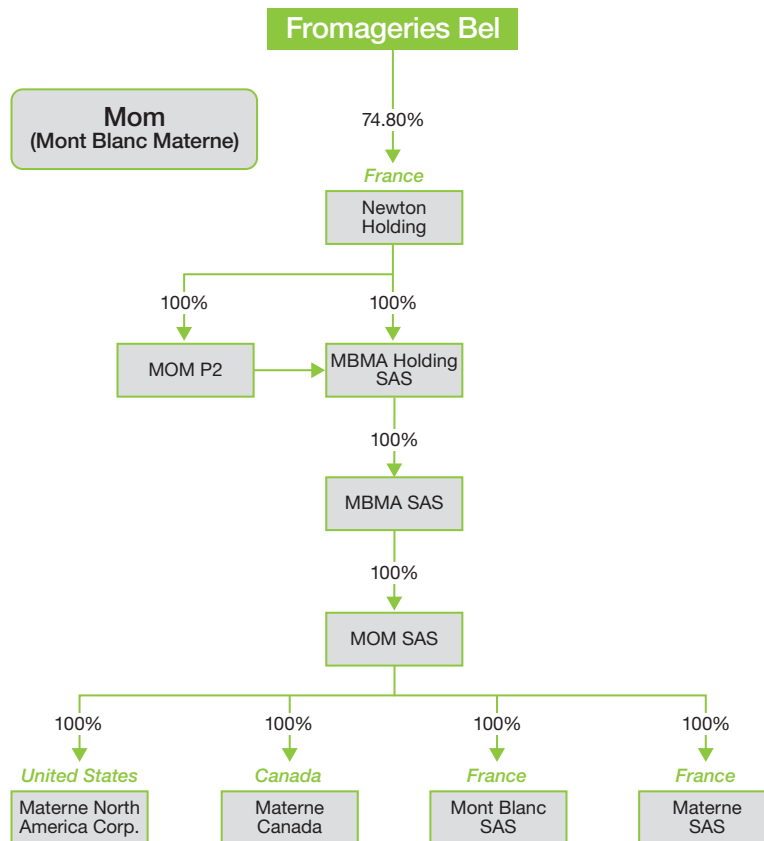 Fromageries Bel
Mom
(Mont Blanc Materne)
74.80%
France
Newton
Holding
100%
100%
MOM P2
MBMA Holding
SAS
100%
MBMA SAS
100%
MOM SAS
100%
100%
100%
100%
United States
Canada
France
France
Materne North
America Corp.
Materne
Canada
Mont Blanc
SAS
Materne
SAS